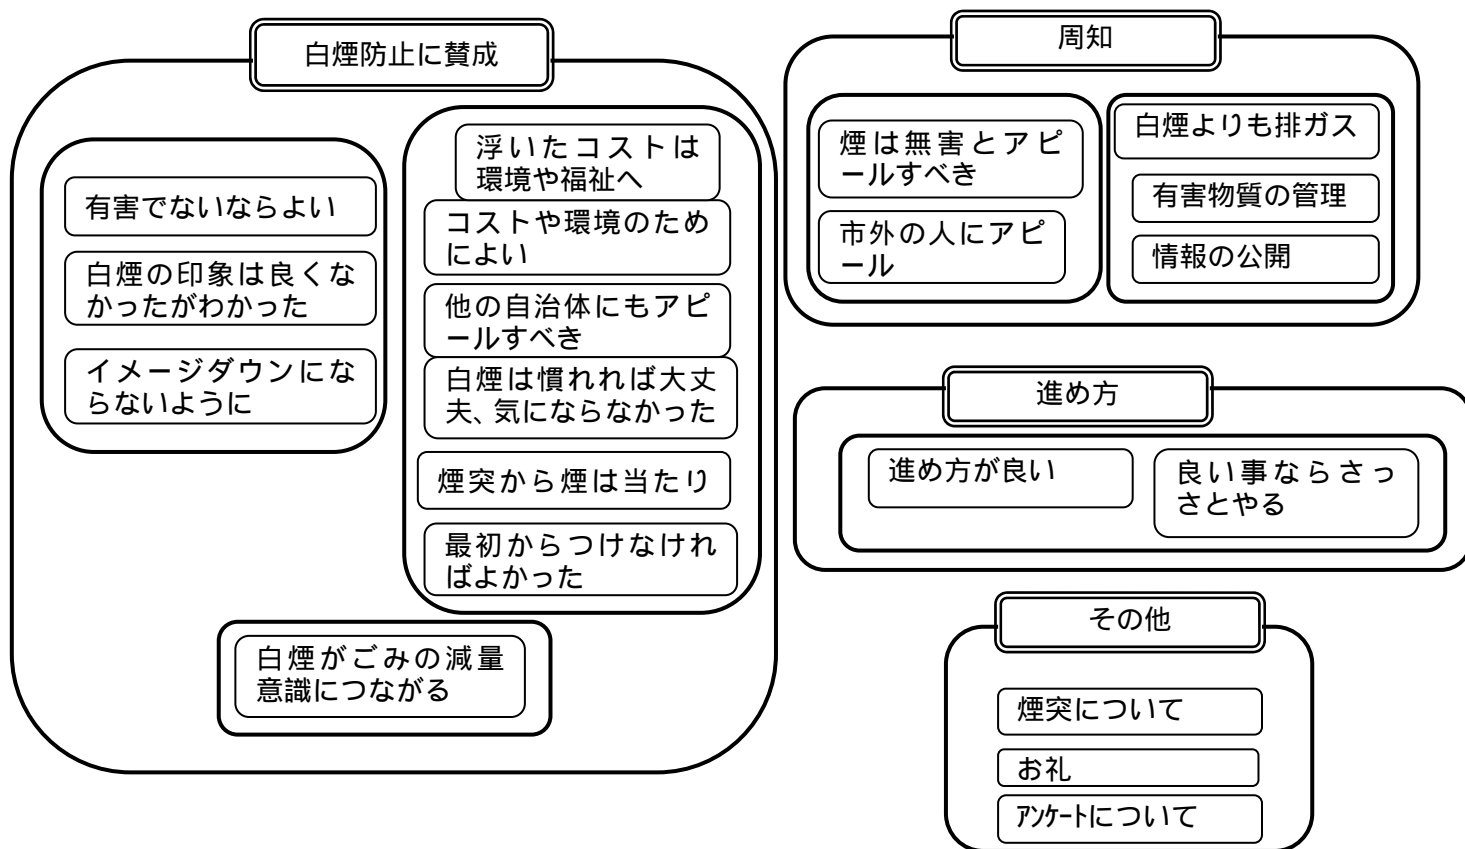 白煙防止に賛成
有害でないならよい
白煙の印象は良くな
かったがわかった
イメージダウンにな
らないように
浮いたコストは
環境や福祉へ
コストや環境のため
によい
他の自治体にもアピ
ールすべき
白煙は慣れれば大丈
夫、気にならなかった
煙突から煙は当たり
最初からつけなけれ
ばよかった
白煙がごみの減量
意識につながる
周知
煙は無害とアピ
ールすべき
市外の人にアピ
ール
白煙よりも排ガス
有害物質の管理
情報の公開
進め方
進め方が良い
良い事ならさっ
さとやる
その他
煙突について
お礼
ｱﾝｹｰﾄについて